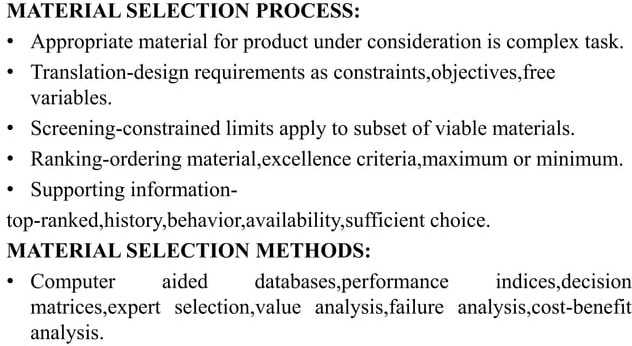 MATERIAL SELECTION PROCESS:
• Appropriate material for product under consideration is complex task.
• Translation-design requirements as constraints,objectives,free
variables.
• Screening-constrained limits apply to subset of viable materials.
• Ranking-ordering material,excellence criteria,maximum or minimum.
• Supporting information-
top-ranked,history,behavior,availability,sufficient choice.
MATERIAL SELECTION METHODS:
• Computer aided databases,performance indices,decision
matrices,expert selection,value analysis,failure analysis,cost-benefit
analysis.